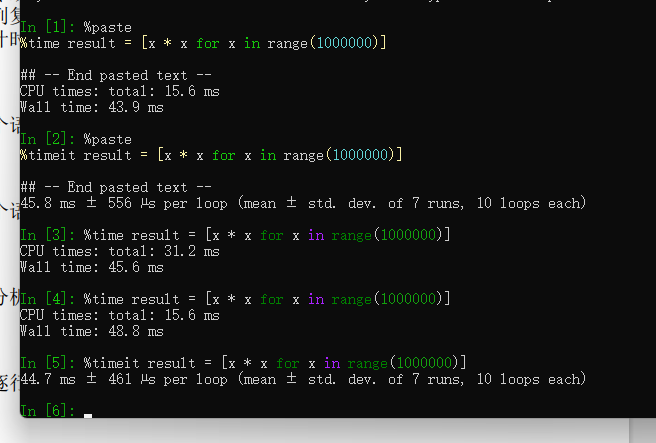 In [1]: %paste
%time result = [x * x for x in range(1000000)]
## -- End pasted text --
CPU times: total: 15.6 ms
Wall time: 43.9 ms
In [2]: %paste
%timeit result = [x * x for x in range(1000000)]
## -- End pasted text --
45.8 ms ± 556 μs per loop (mean ± std. dev. of 7 runs, 10 loops each)
In [3]: %time result = [x * x for x in range(1000000)]
CPU times: total: 31.2 ms
Wall time: 45.6 ms
In [4]: %time result = [x * x for x in range(1000000)]
CPU times: total: 15.6 ms
Wall time: 48.8 ms
In [5]: %timeit result = [x * x for x in range(1000000)]
44.7 ms ± 461 μs per loop (mean ± std. dev. of 7 runs, 10 loops each)
In [6]: